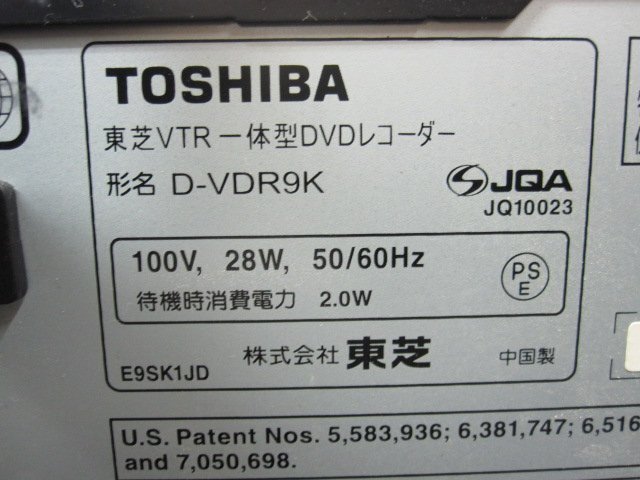 TOSHIBA
東芝VTR一体型DVDレコーダー
形名 D-VDR9K
JQA
JQ10023
100V, 28W, 50/60Hz
PS
E
待機時消費電力 2.0W
株式会社 東芝
中国製
E9SK1JD
U.S. Patent Nos. 5,583,936; 6,381,747; 6,516
and 7,050,698.